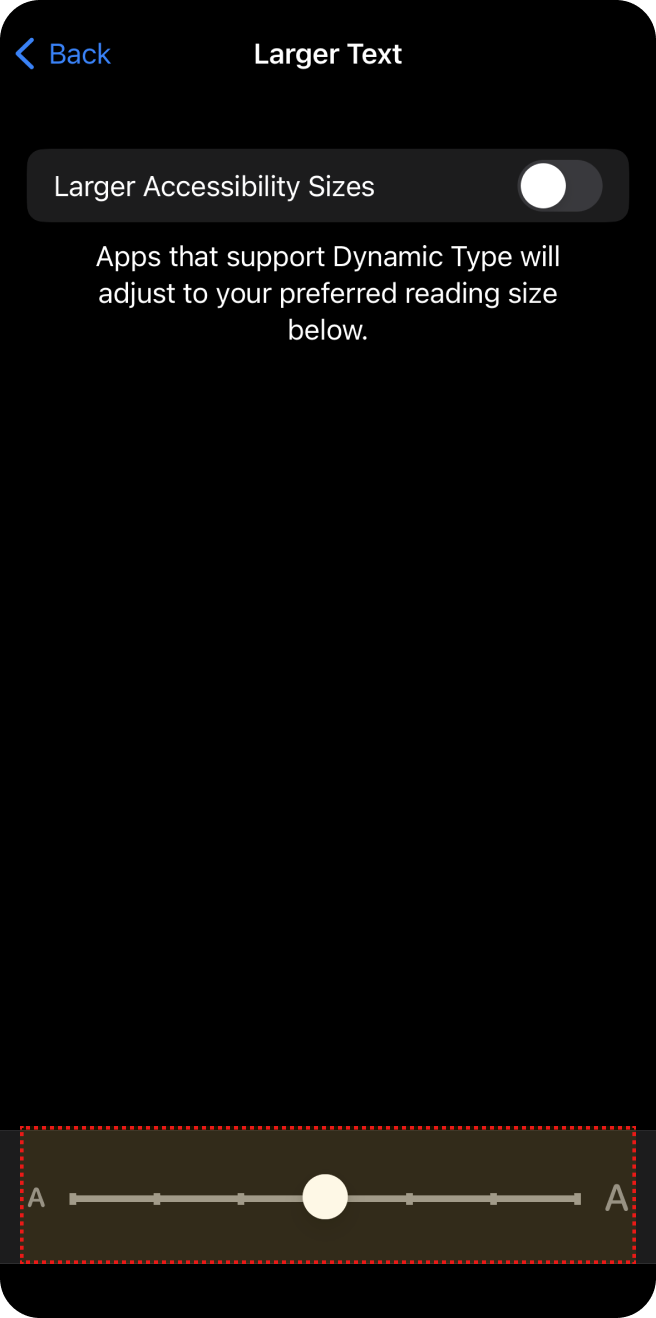 Back
Larger Text
Larger Accessibility Sizes
Apps that support Dynamic Type will
adjust to your preferred reading size
below.
A A